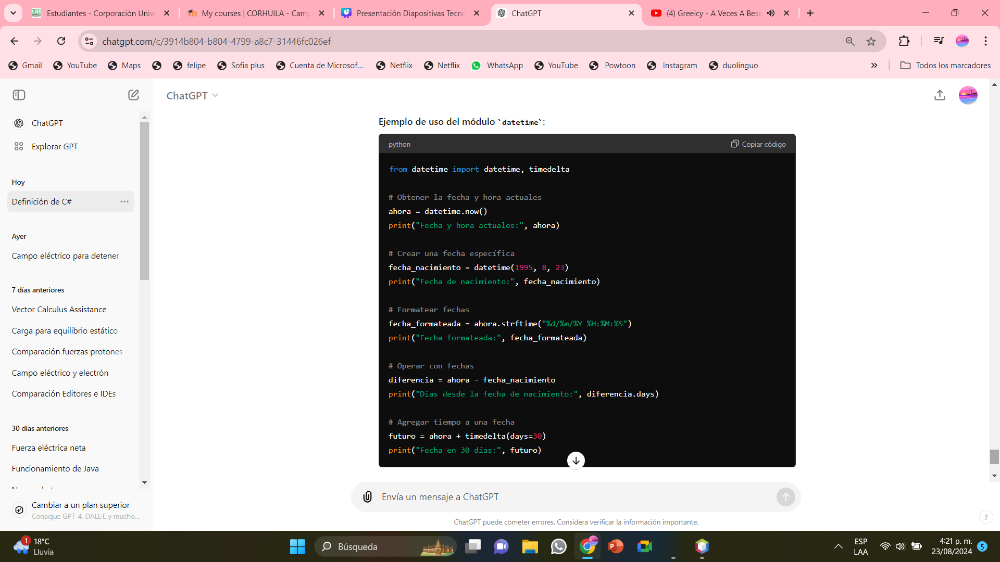 Estudiantes - Corporación Unive
My courses | CORHUILA - Camp
Presentación Diapositivas Tecno
ChatGPT
(4) Greeicy - A Veces A Beso
chatgpt.com/c/3914b804-b804-4799-a8c7-31446fc026ef
Gmail
YouTube
Maps
felipe
Sofia plus
Cuenta de Microsof...
Netflix
Netflix
WhatsApp
YouTube
Powtoon
Instagram
duolinguo
Todos los marcadores
ChatGPT
Explorar GPT
Hoy
Definición de C#
Ayer
Campo eléctrico para detener
7 días anteriores
Vector Calculus Assistance
Carga para equilibrio estático
Comparación fuerzas protones
Campo eléctrico y electrón
Comparación Editores e IDEs
30 días anteriores
Fuerza eléctrica neta
Funcionamiento de Java
Cambiar a un plan superior
Consigue GPT-4, DALL·E y mucho...
ChatGPT
Ejemplo de uso del módulo `datetime`:
python
Copiar código
from datetime import datetime, timedelta
# Obtener la fecha y hora actuales
ahora = datetime.now()
print("Fecha y hora actuales:", ahora)
# Crear una fecha específica
fecha_nacimiento = datetime(1995, 8, 23)
print("Fecha de nacimiento:", fecha_nacimiento)
# Formatear fechas
fecha_formateada = ahora.strftime("%d/%m/%Y %H:%M:%S")
print("Fecha formateada:", fecha_formateada)
# Operar con fechas
diferencia = ahora - fecha_nacimiento
print("Días desde la fecha de nacimiento:", diferencia.days)
# Agregar tiempo a una fecha
futuro = ahora + timedelta(days=30)
print("Fecha en 30 días:", futuro)
Envía un mensaje a ChatGPT
ChatGPT puede cometer errores. Considera verificar la información importante.
?
1
18°C
Lluvia
Búsqueda
ESP
LAA
4:21 p. m.
23/08/2024
5